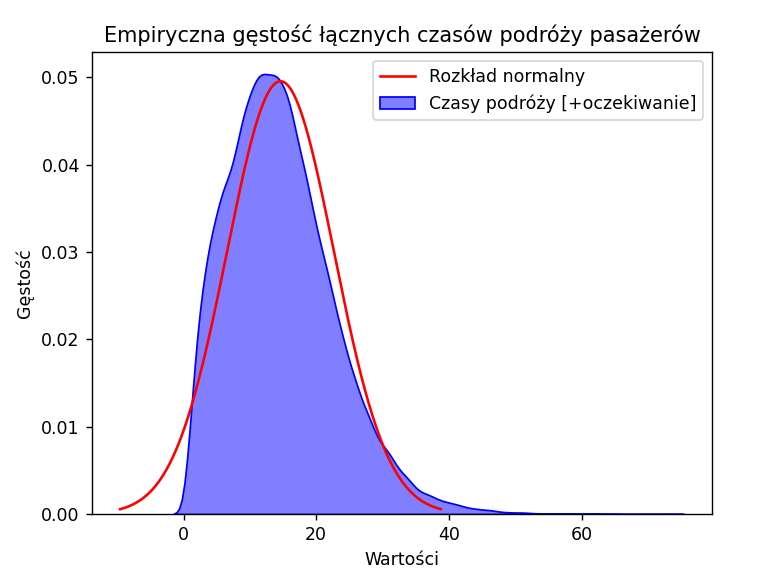 Empiryczna gęstość łącznych czasów podróży pasażerów
Rozkład normalny
Czasy podróży [+oczekiwanie]
0.05
0.04
0.03
0.02
0.01
0.00
Gęstość
0 20 40 60
Wartości